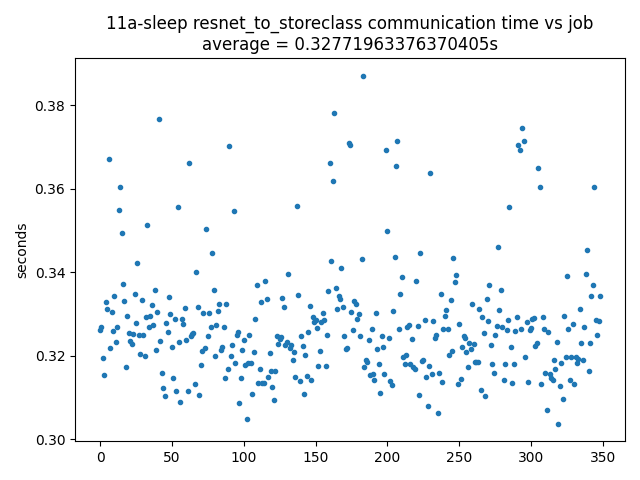 11a-sleep resnet_to_storeclass communication time vs job
average = 0.32771963376370405s
seconds
0.38
0.36
0.34
0.32
0.30
0 50 100 150 200 250 300 350